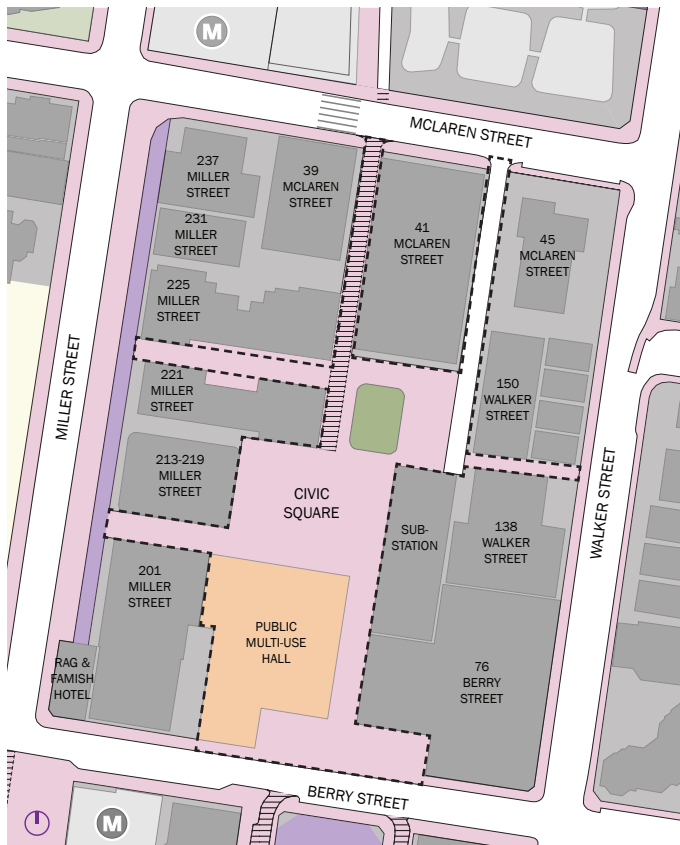 M
MCLAREN STREET
237
MILLER
STREET
39
MCLAREN
STREET
231
MILLER
STREET
41
MCLAREN
STREET
45
MCLAREN
STREET
225
MILLER
STREET
MILLER STREET
221
MILLER
STREET
150
WALKER
STREET
213-219
MILLER
STREET
CIVIC
SQUARE
SUB-
STATION
138
WALKER
STREET
WALKER STREET
201
MILLER
STREET
PUBLIC
MULTI-USE
HALL
RAG &
FAMISH
HOTEL
76
BERRY
STREET
BERRY STREET
M